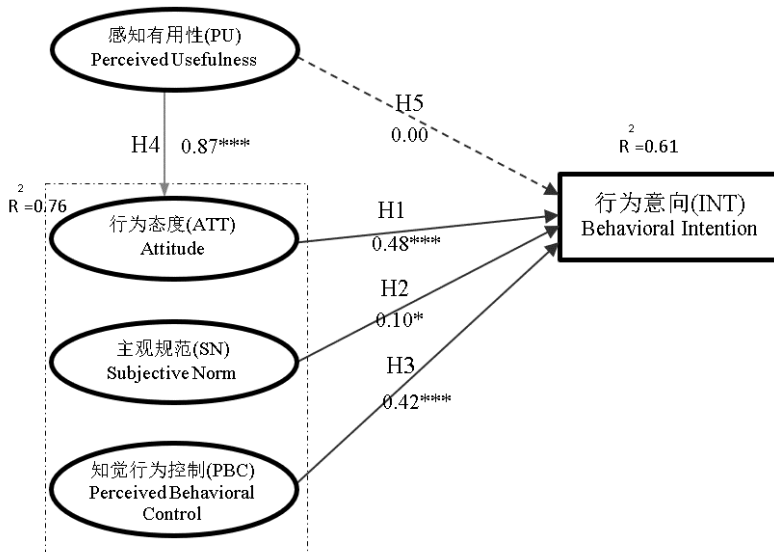 感知有用性(PU)
Perceived Usefulness
H5
0.00
H4 0.87***
R²=0.61
R²=0.76
行为态度(ATT)
Attitude
H1
0.48***
行为意向(INT)
Behavioral Intention
H2
0.10*
主观规范(SN)
Subjective Norm
H3
0.42***
知觉行为控制(PBC)
Perceived Behavioral
Control